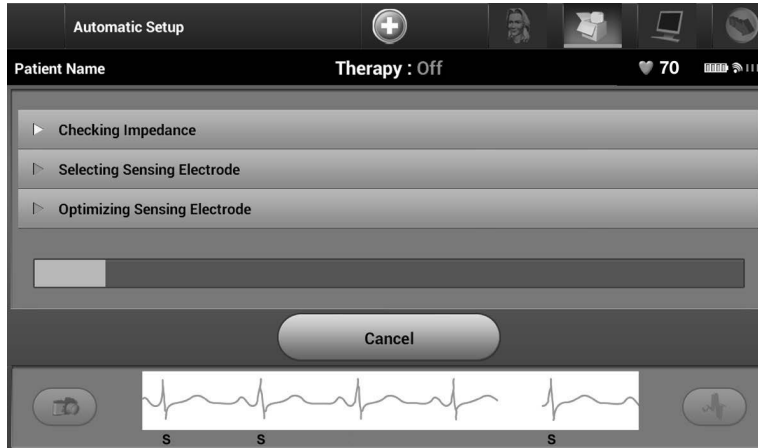 Automatic Setup
Patient Name Therapy : Off 70
Checking Impedance
Selecting Sensing Electrode
Optimizing Sensing Electrode
Cancel
S S S